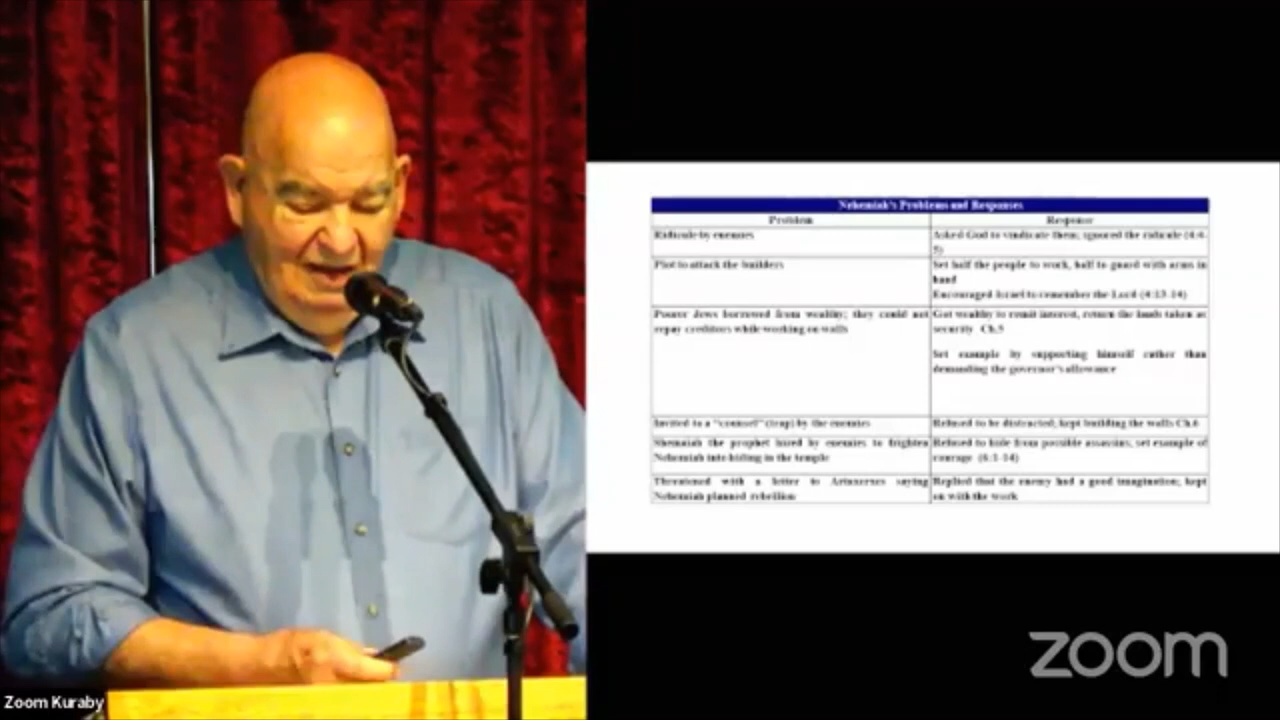 Nehemiah's Problems and Responses
Problem
Response
Ridicule by enemies
Asked God to vindicate them; ignored the ridicule (4:4-
5)
Plot to attack the builders
Set half the people to work, half to guard with arms in
hand
Encouraged Israel to remember the Lord (4:13-14)
Poorer Jews borrowed from wealthy; they could not
repay creditors while working on walls
Got wealthy to remit interest, return the lands taken as
security Ch.5
Set example by supporting himself rather than
demanding the governor's allowance
Invited to a "counsel" (trap) by the enemies
Refused to be distracted, kept building the walls Ch.6
Shemaiah the prophet hired by enemies to frighten
Nehemiah into hiding in the temple
Refused to hide from possible assassins, set example of
courage (6:1-14)
Threatened with a letter to Artaxerxes saying
Nehemiah planned rebellion
Replied that the enemy had a good imagination; kept
on with the work
zoom
Zoom Kuraby